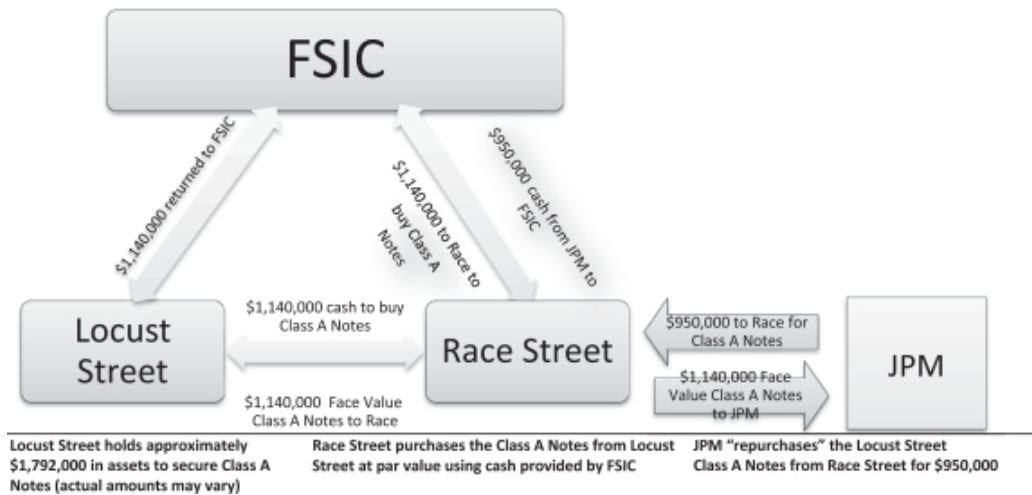 FSIC
$1,140,000 returned to FSIC
$1,140,000 to Race to
buy Class A
Notes
$950,000 cash from JPM to
FSIC
Locust
Street
$1,140,000 cash to buy
Class A Notes
$1,140,000 Face Value
Class A Notes to Race
Race Street
$950,000 to Race for
Class A Notes
$1,140,000 Face
Value Class A Notes
to JPM
JPM
Locust Street holds approximately
$1,792,000 in assets to secure Class A
Notes (actual amounts may vary)
Race Street purchases the Class A Notes from Locust
Street at par value using cash provided by FSIC
JPM “repurchases” the Locust Street
Class A Notes from Race Street for $950,000